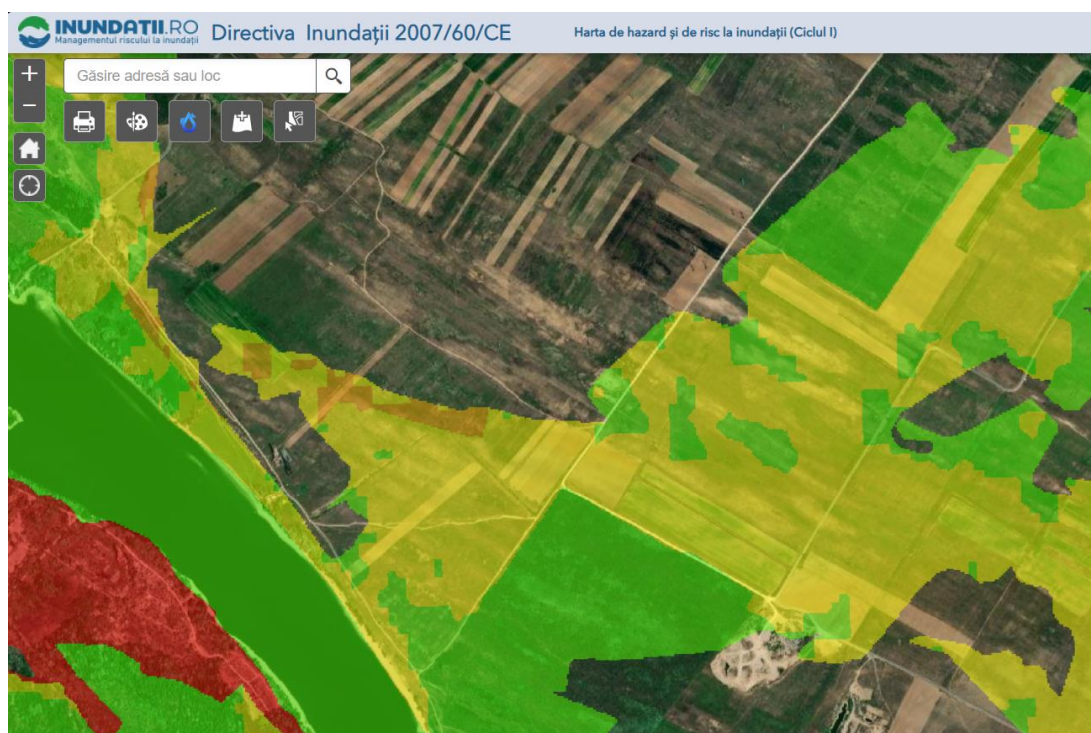 INUNDATII.RO
Managementul riscului la inundații
Directiva Inundații 2007/60/CE
Harta de hazard și de risc la inundații (Ciclul I)
+
Găsire adresă sau loc
−